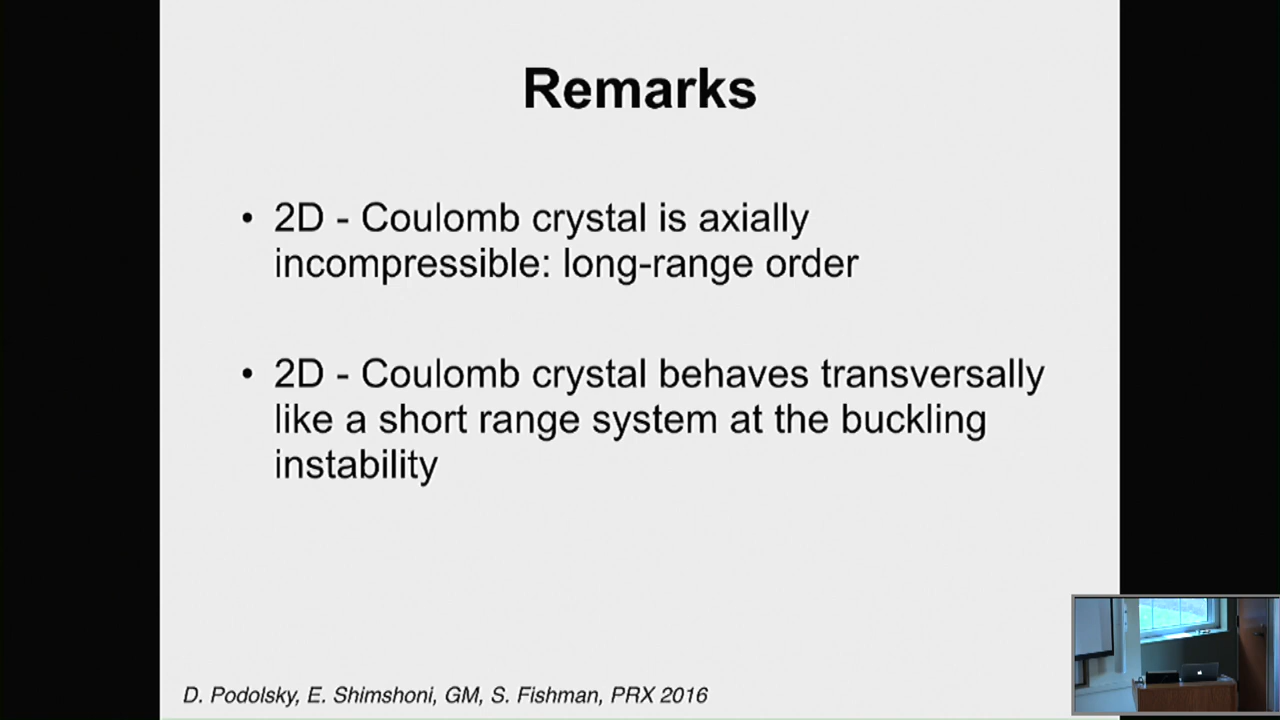 Remarks
• 2D - Coulomb crystal is axially
incompressible: long-range order
• 2D - Coulomb crystal behaves transversally
like a short range system at the buckling
instability
D. Podolsky, E. Shimshoni, GM, S. Fishman, PRX 2016